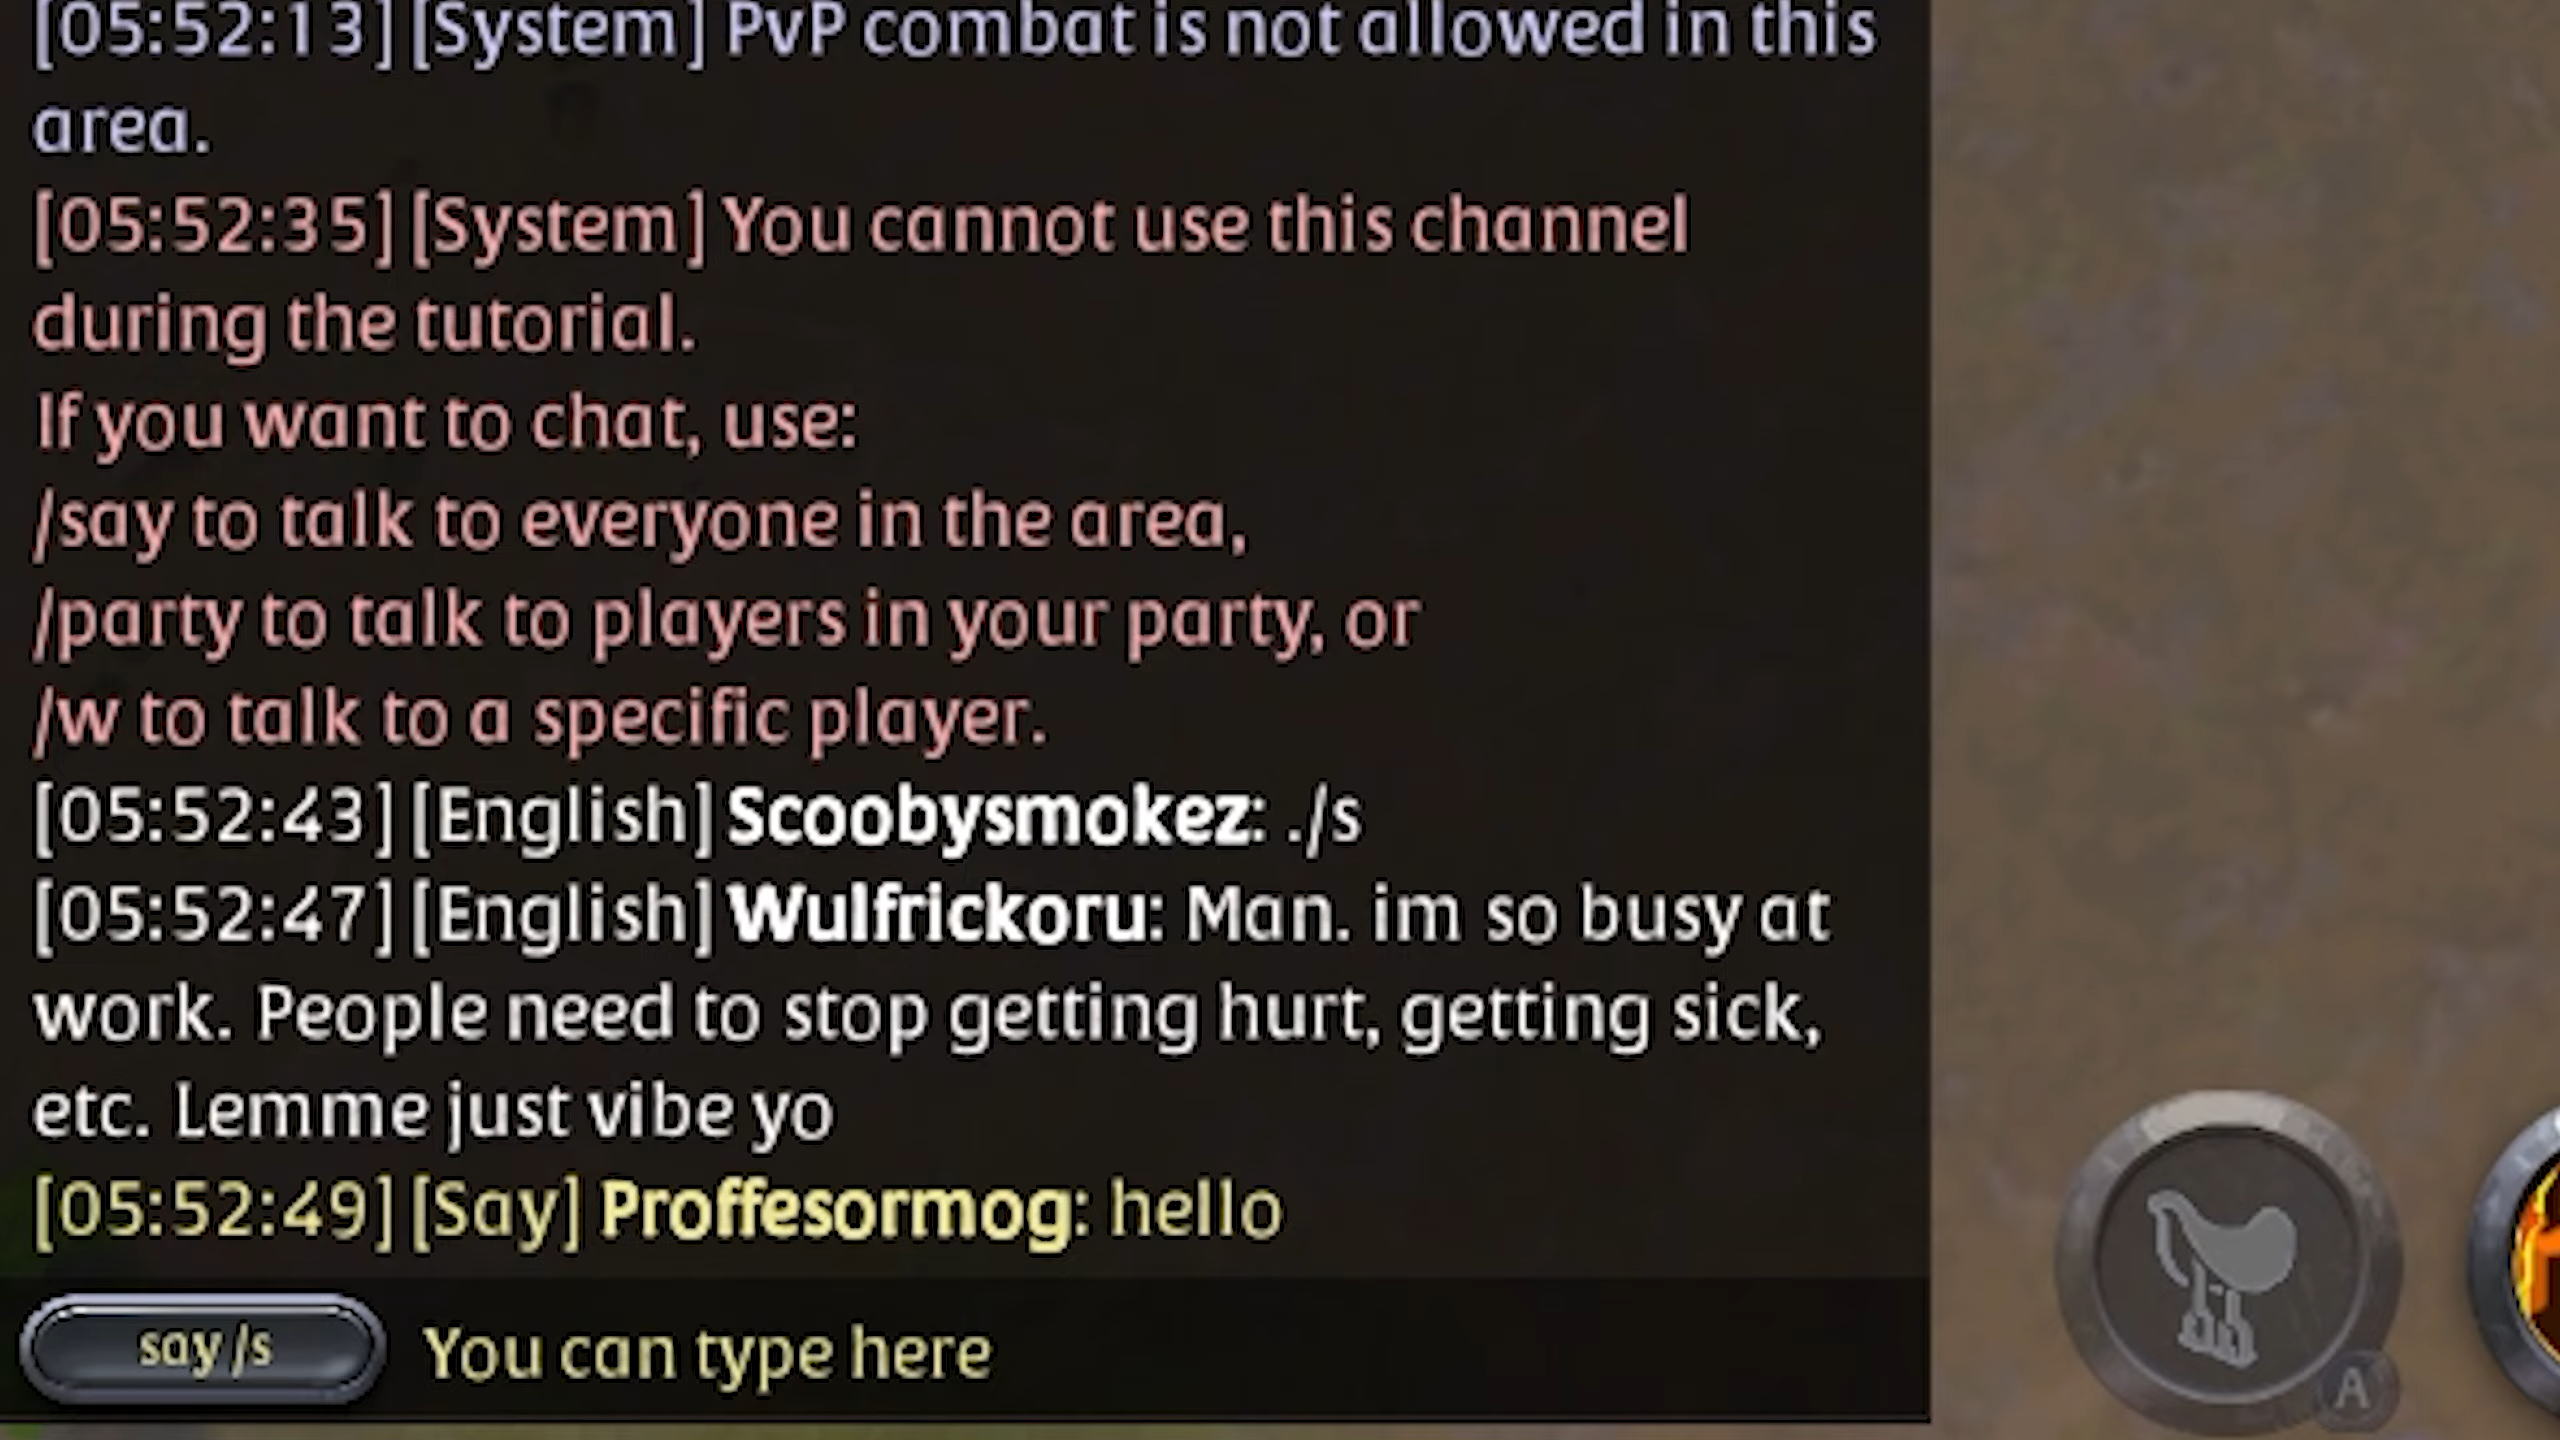 [05:52:13] [System] PvP combat is not allowed in this
area.
[05:52:35] [System] You cannot use this channel
during the tutorial.
If you want to chat, use:
/say to talk to everyone in the area,
/party to talk to players in your party, or
/w to talk to a specific player.
[05:52:43] [English] Scoobysmokez: ./s
[05:52:47] [English] Wulfrickoru: Man. im so busy at
work. People need to stop getting hurt, getting sick,
etc. Lemme just vibe yo
[05:52:49] [Say] Proffesormog: hello
say /s You can type here
A